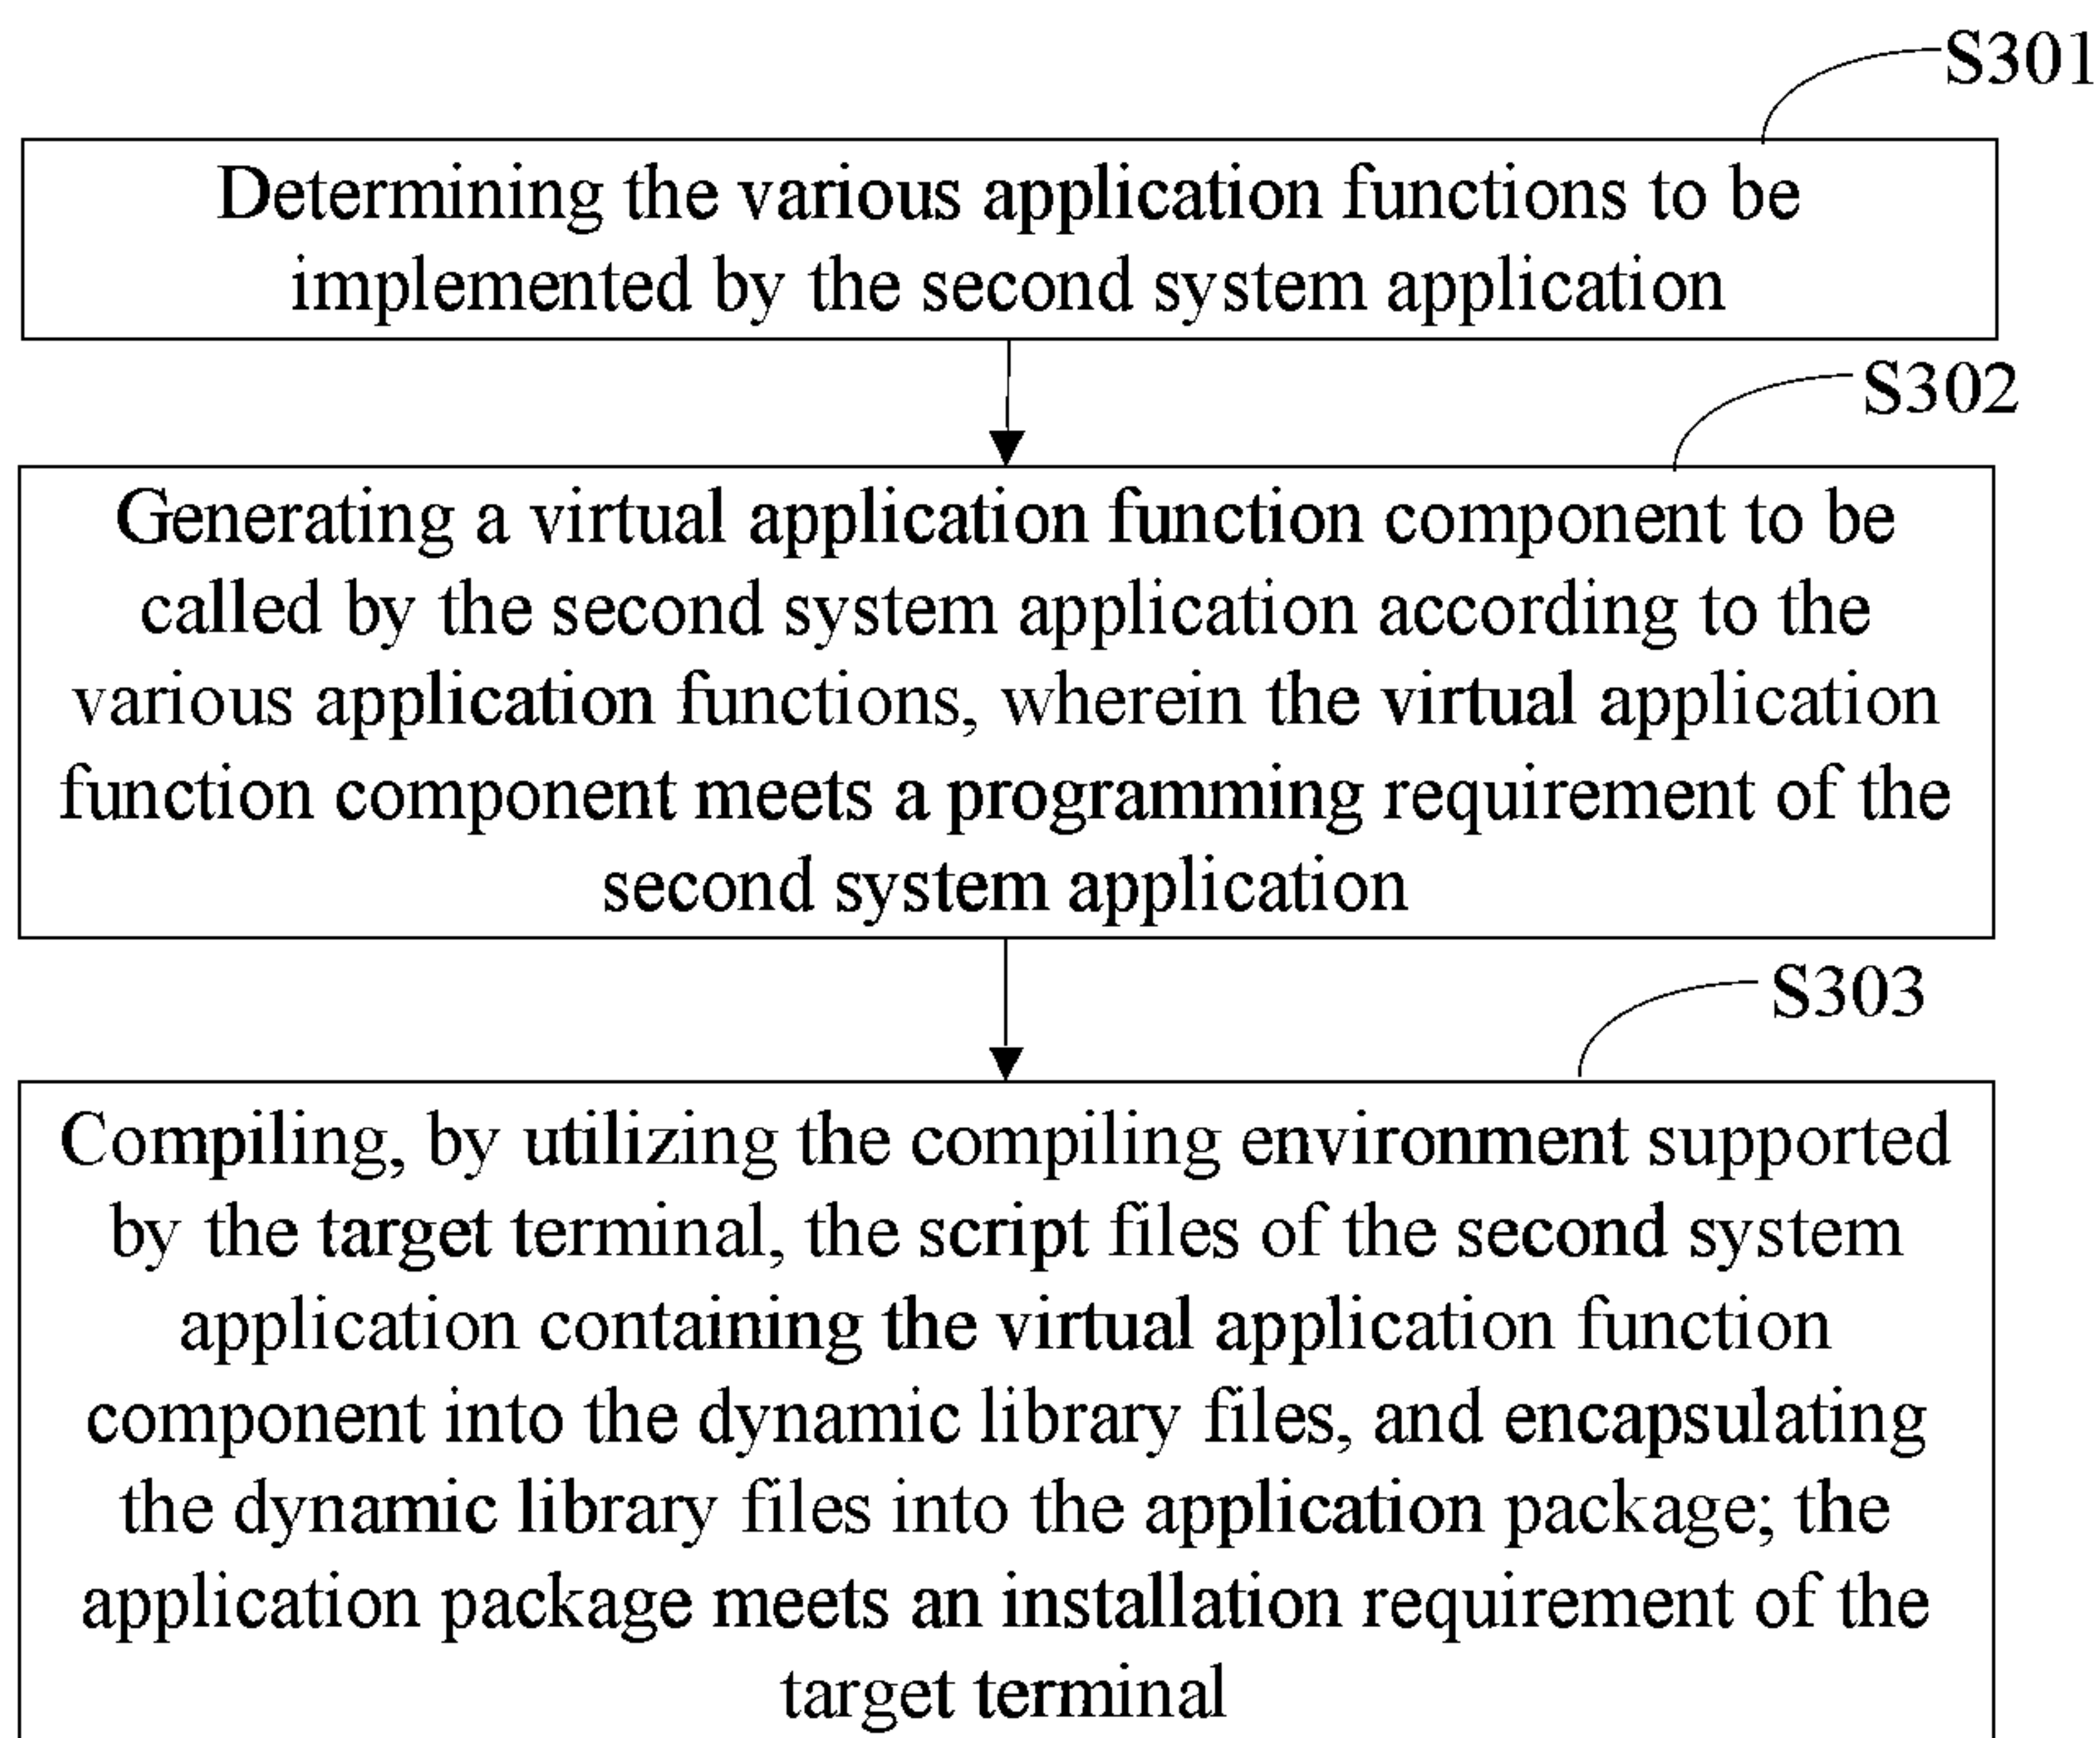 S301
Determining the various application functions to be
implemented by the second system application
S302
Generating a virtual application function component to be
called by the second system application according to the
various application functions, wherein the virtual application
function component meets a programming requirement of the
second system application
S303
Compiling, by utilizing the compiling environment supported
by the target terminal, the script files of the second system
application containing the virtual application function
component into the dynamic library files, and encapsulating
the dynamic library files into the application package; the
application package meets an installation requirement of the
target terminal